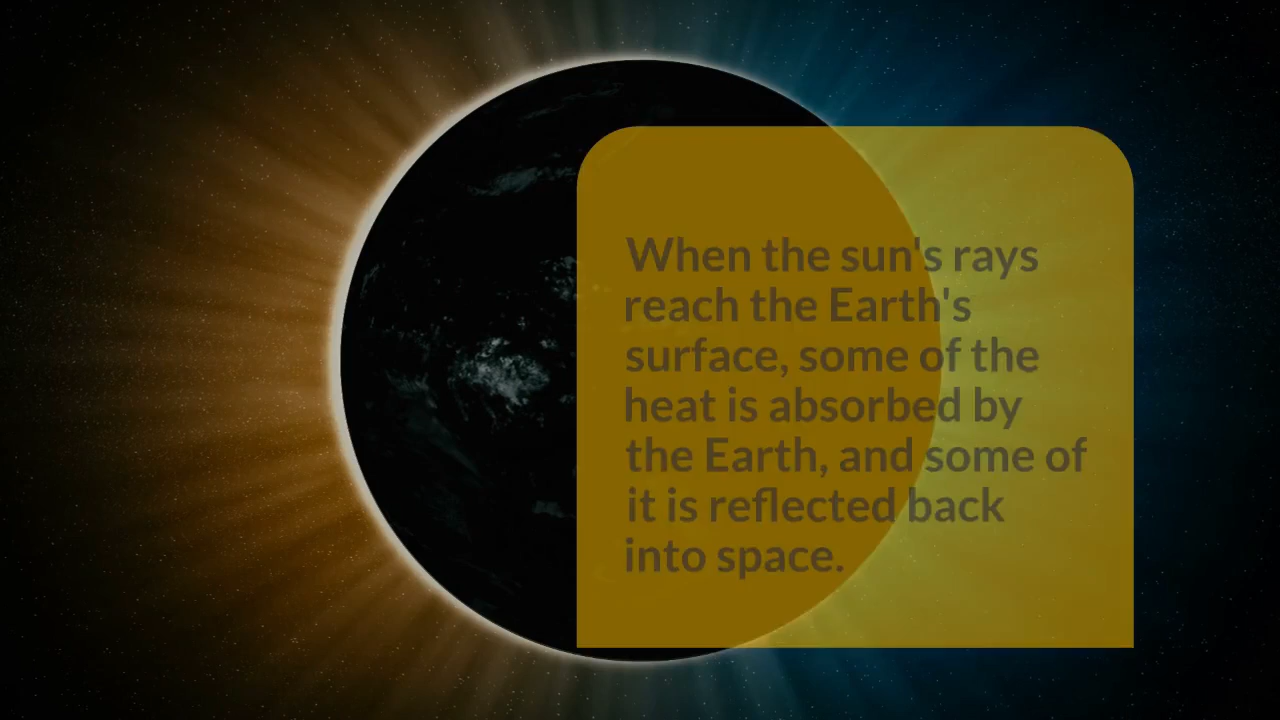 When the sun's rays
reach the Earth's
surface, some of the
heat is absorbed by
the Earth, and some of
it is reflected back
into space.